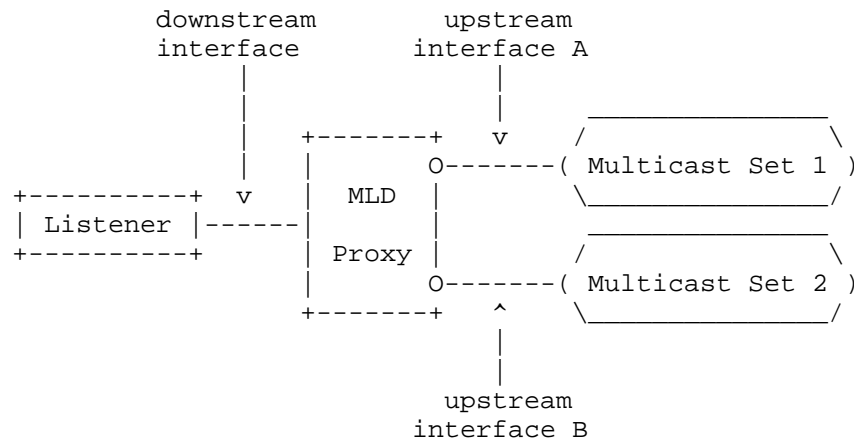 downstream upstream
interface interface A
v
Multicast Set 1
v MLD
Listener
Proxy
Multicast Set 2
upstream
interface B